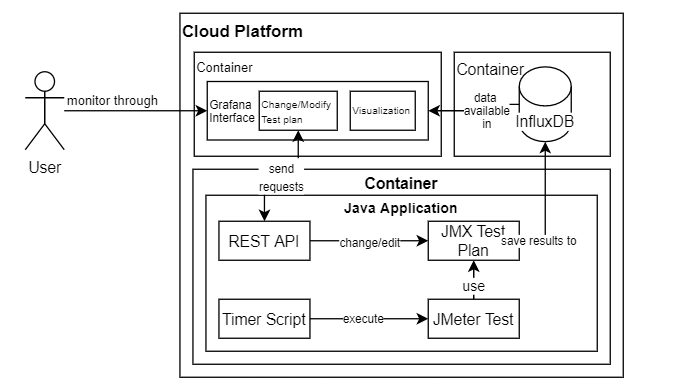 Cloud Platform
Container
Grafana
Interface
Change/Modify
Test plan
Visualization
Container
InfluxDB
data
available
in
monitor through
User
send
requests
Container
Java Application
REST API
change/edit
JMX Test
Plan
save results to
use
Timer Script
execute
JMeter Test